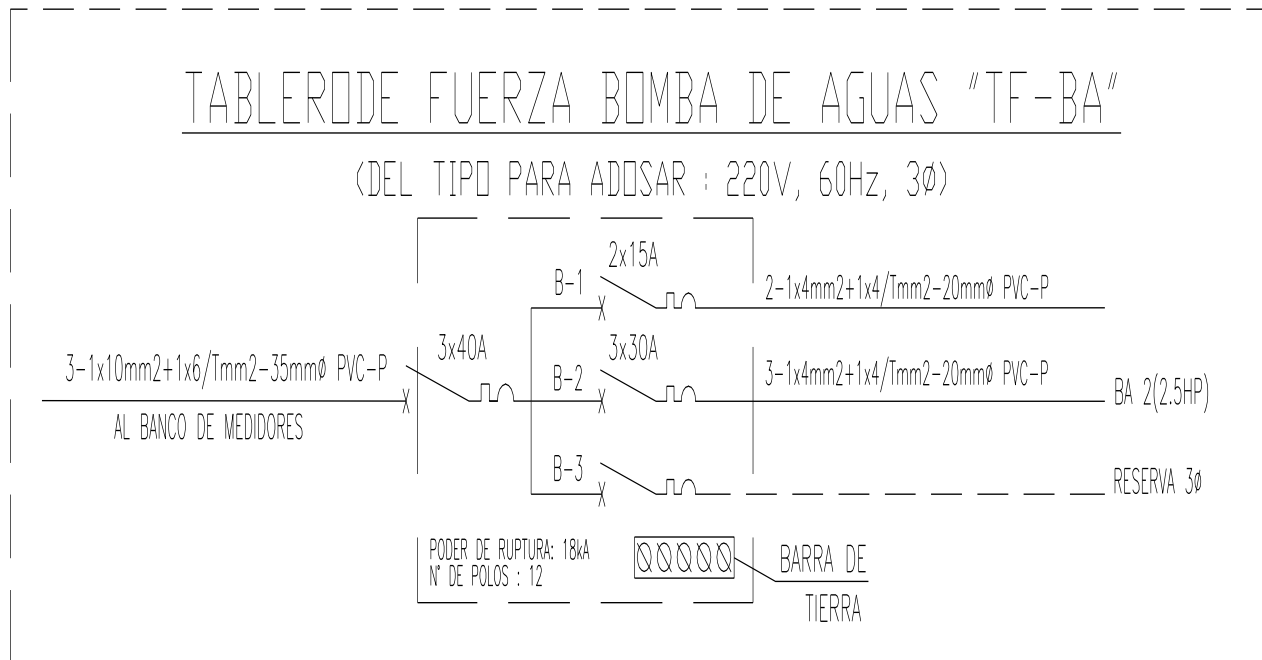 TABLERODE FUERZA BOMBA DE AGUAS "TF-BA"
(DEL TIPO PARA ADOSAR : 220V, 60Hz, 3Ø)
2x15A
B-1
2-1x4mm2+1x4/Tmm2-20mmø PVC-P
3x40A
3x30A
3-1x10mm2+1x6/Tmm2-35mmø PVC-P
B-2
3-1x4mm2+1x4/Tmm2-20mmø PVC-P
BA 2(2.5HP)
AL BANCO DE MEDIDORES
B-3
RESERVA 3ø
PODER DE RUPTURA: 18kA
N° DE POLOS : 12
BARRA DE
TIERRA